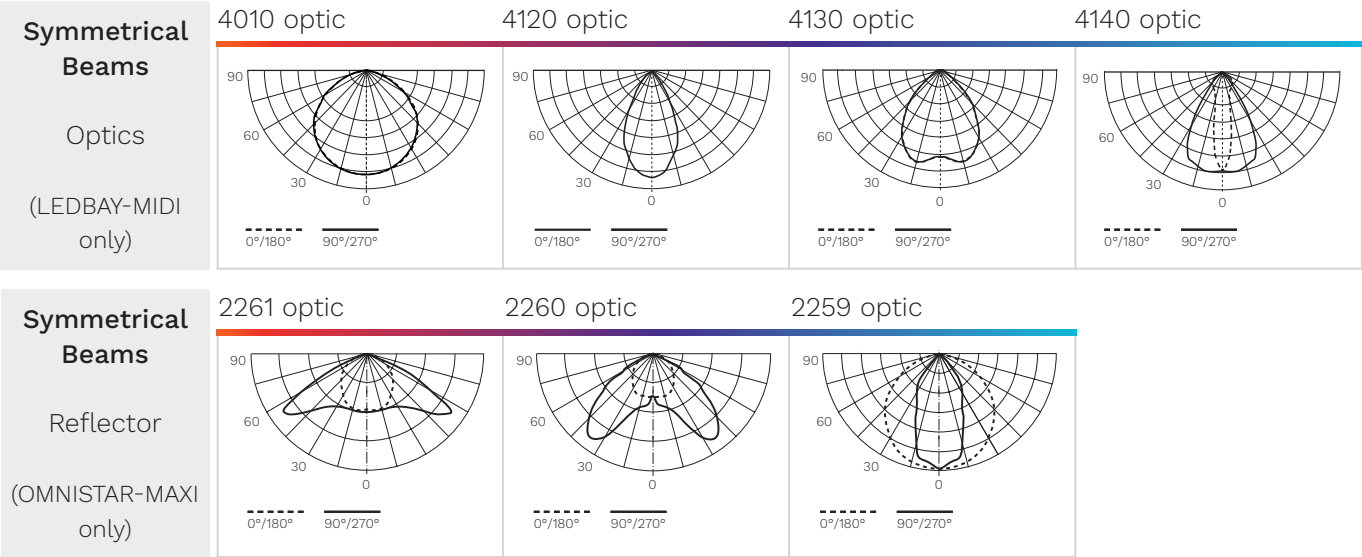 Symmetrical
Beams
Optics
(LEDBAY-MIDI
only)
4010 optic
4120 optic
4130 optic
4140 optic
90
60
30
0
0°/180°
90°/270°
90
60
30
0
0°/180°
90°/270°
90
60
30
0
0°/180°
90°/270°
90
60
30
0
0°/180°
90°/270°
Symmetrical
Beams
Reflector
(OMNISTAR-MAXI
only)
2261 optic
2260 optic
2259 optic
90
60
30
0
0°/180°
90°/270°
90
60
30
0
0°/180°
90°/270°
90
60
30
0
0°/180°
90°/270°